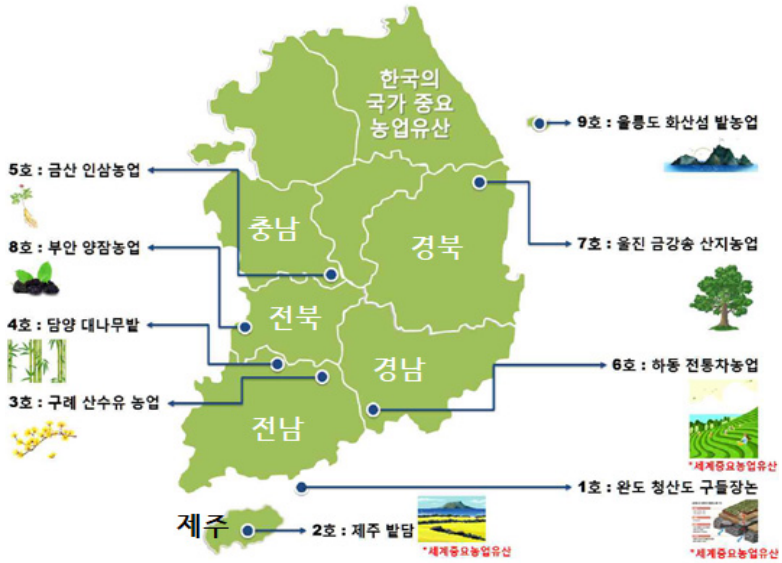 한국의
국가 중요
농업유산
9호 : 울릉도 화산섬 밭농업
5호 : 금산 인삼농업
충남
경북
8호 : 부안 양잠농업
7호 : 울진 금강송 산지농업
전북
4호 : 담양 대나무밭
경남
6호 : 하동 전통차농업
3호 : 구례 산수유 농업
전남
*세계중요농업유산
1호 : 완도 청산도 구들장논
제주
2호 : 제주 밭담
*세계중요농업유산
*세계중요농업유산